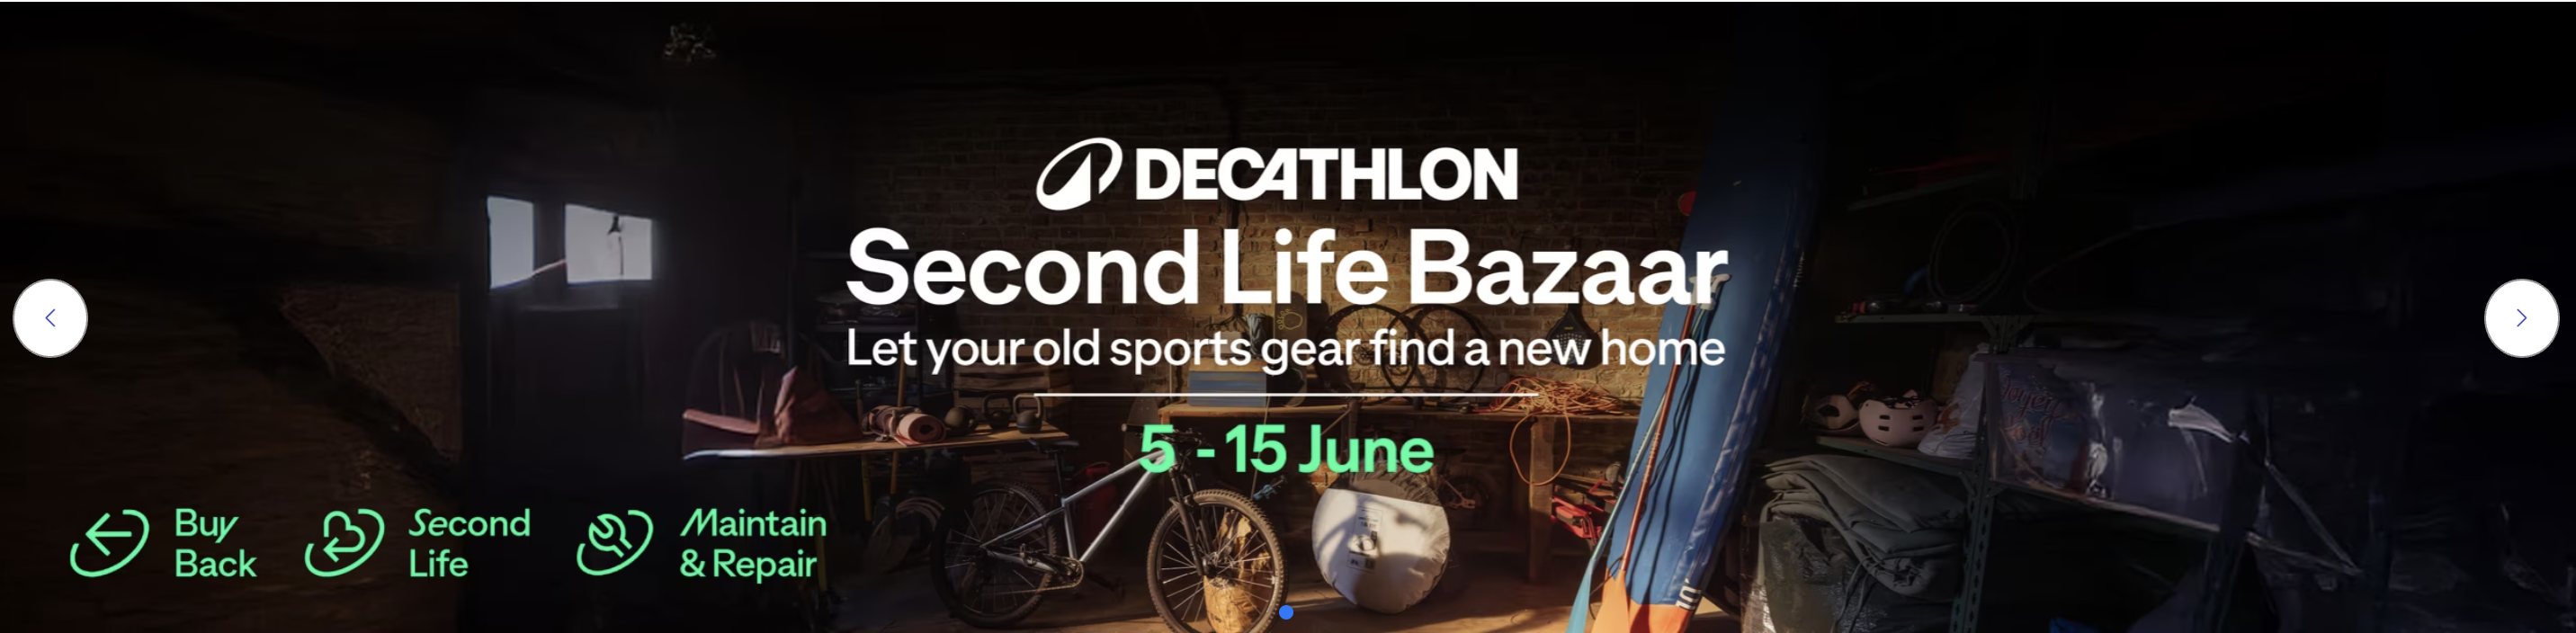 DECATHLON
Second Life Bazaar
Let your old sports gear find a new home
5 - 15 June
Buy
Back
Second
Life
Maintain
& Repair